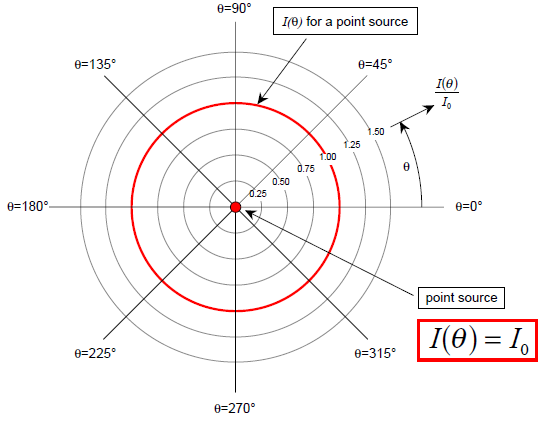 θ=90°
I(θ) for a point source
θ=135°
θ=45°
I(θ)
I₀
1.50
1.25
1.00
0.75
0.50
0.25
θ
θ=180°
θ=0°
point source
I(θ) = I₀
θ=225°
θ=315°
θ=270°